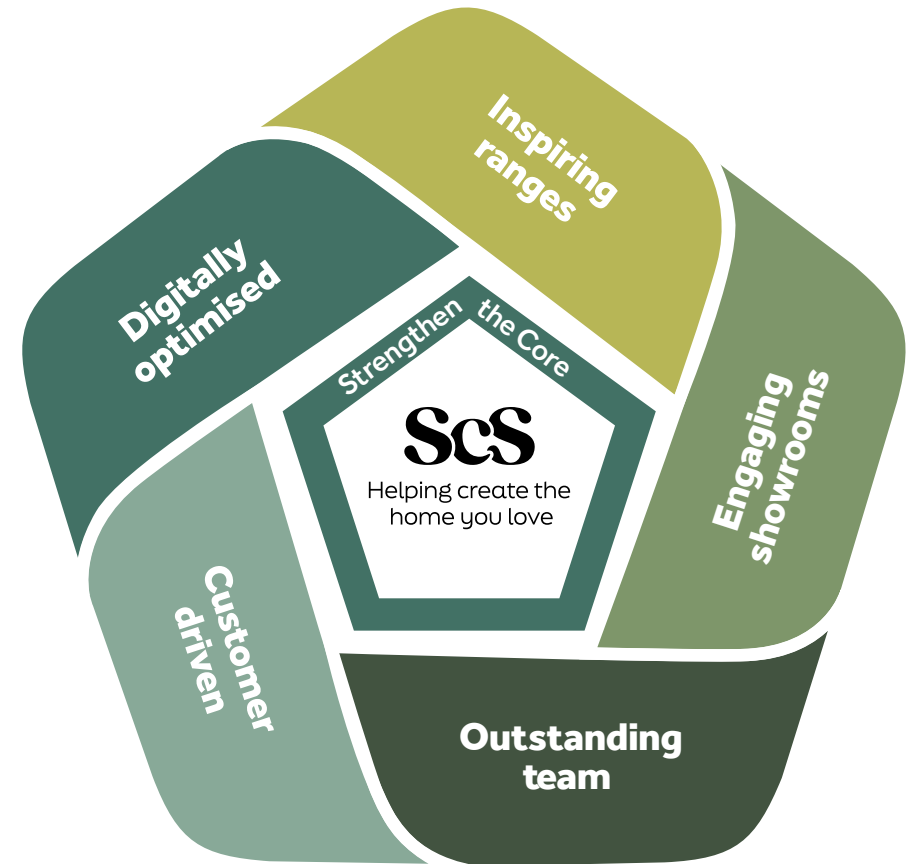 Inspiring
ranges
Engaging
showrooms
Outstanding
team
Customer
driven
Digitally
optimised
Strengthen the Core
ScS
Helping create the
home you love